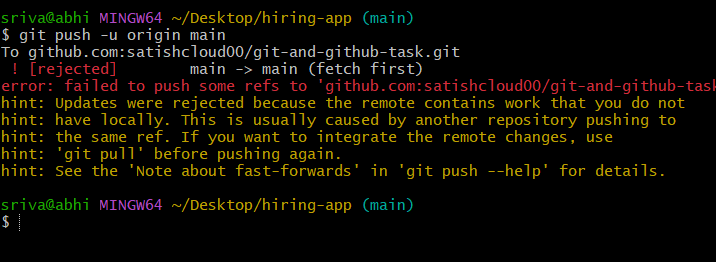 sriva@abhi MINGW64 ~/Desktop/hiring-app (main)
$ git push -u origin main
To github.com:satishcloud00/git-and-github-task.git
! [rejected] main -> main (fetch first)
error: failed to push some refs to 'github.com:satishcloud00/git-and-github-task
hint: Updates were rejected because the remote contains work that you do not
hint: have locally. This is usually caused by another repository pushing to
hint: the same ref. If you want to integrate the remote changes, use
hint: 'git pull' before pushing again.
hint: See the 'Note about fast-forwards' in 'git push --help' for details.
sriva@abhi MINGW64 ~/Desktop/hiring-app (main)
$